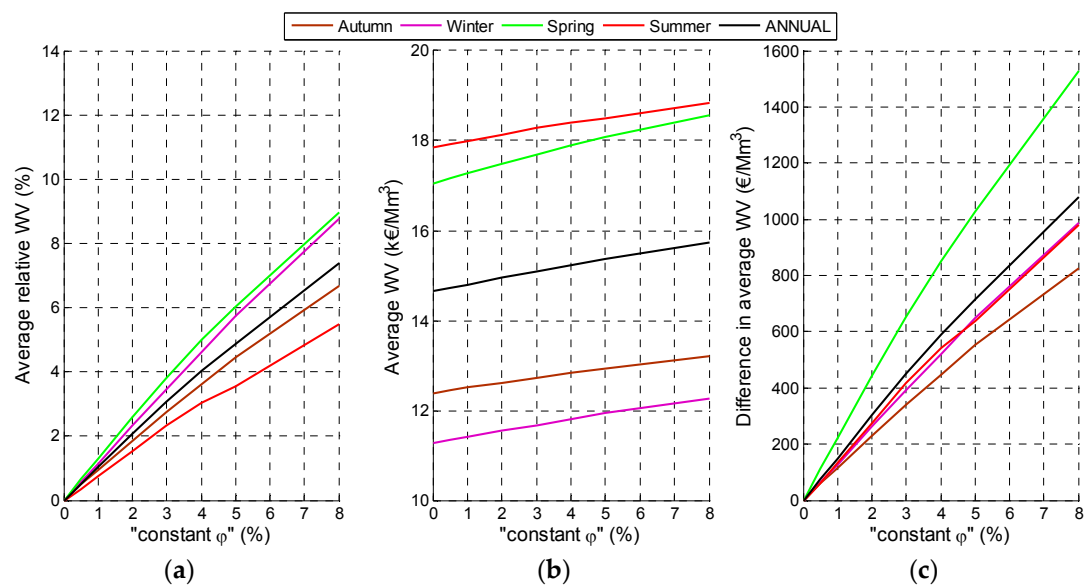 Autumn Winter Spring Summer ANNUAL
Average relative WV (%)
14
12
10
8
6
4
2
0
0 1 2 3 4 5 6 7 8
"constant φ" (%)
(a)
Average WV (k€/Mm³)
20
18
16
14
12
10
0 1 2 3 4 5 6 7 8
"constant φ" (%)
(b)
Difference in average WV (€/Mm³)
1600
1400
1200
1000
800
600
400
200
0
0 1 2 3 4 5 6 7 8
"constant φ" (%)
(c)